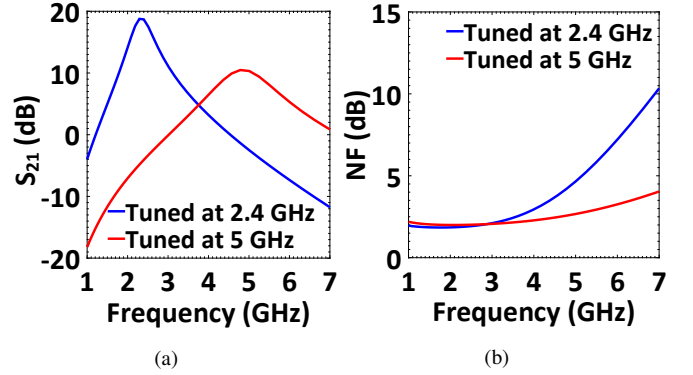 20
10
0
-10
-20
S21 (dB)
Tuned at 2.4 GHz
Tuned at 5 GHz
1 2 3 4 5 6 7
Frequency (GHz)
(a)
15
10
5
0
NF (dB)
Tuned at 2.4 GHz
Tuned at 5 GHz
1 2 3 4 5 6 7
Frequency (GHz)
(b)